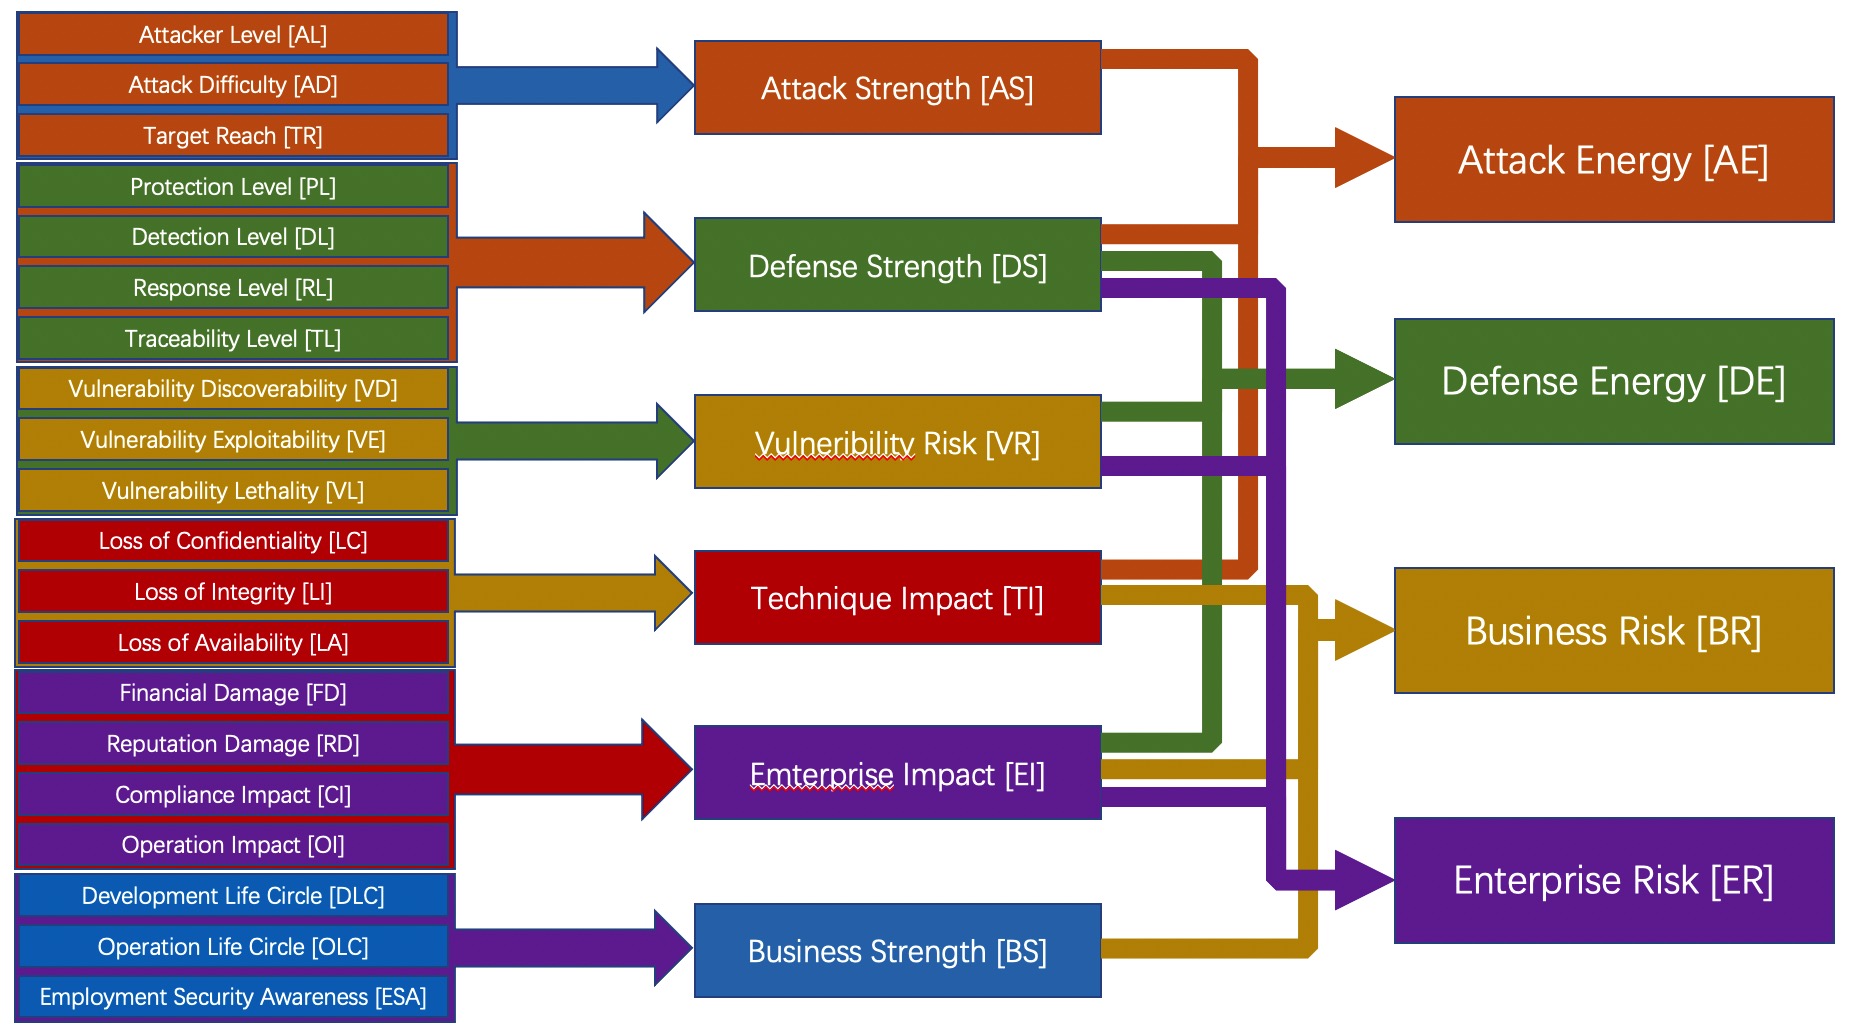 Attacker Level [AL]
Attack Difficulty [AD]
Target Reach [TR]
Protection Level [PL]
Detection Level [DL]
Response Level [RL]
Traceability Level [TL]
Vulnerability Discoverability [VD]
Vulnerability Exploitability [VE]
Vulnerability Lethality [VL]
Loss of Confidentiality [LC]
Loss of Integrity [LI]
Loss of Availability [LA]
Financial Damage [FD]
Reputation Damage [RD]
Compliance Impact [CI]
Operation Impact [OI]
Development Life Circle [DLC]
Operation Life Circle [OLC]
Employment Security Awareness [ESA]
Attack Strength [AS]
Defense Strength [DS]
Vulneribility Risk [VR]
Technique Impact [TI]
Emterprise Impact [EI]
Business Strength [BS]
Attack Energy [AE]
Defense Energy [DE]
Business Risk [BR]
Enterprise Risk [ER]